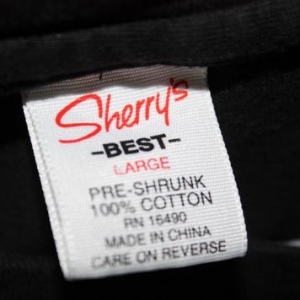 Sherry's
-BEST-
LARGE
PRE-SHRUNK
100% COTTON
RN 16490
MADE IN CHINA
CARE ON REVERSE